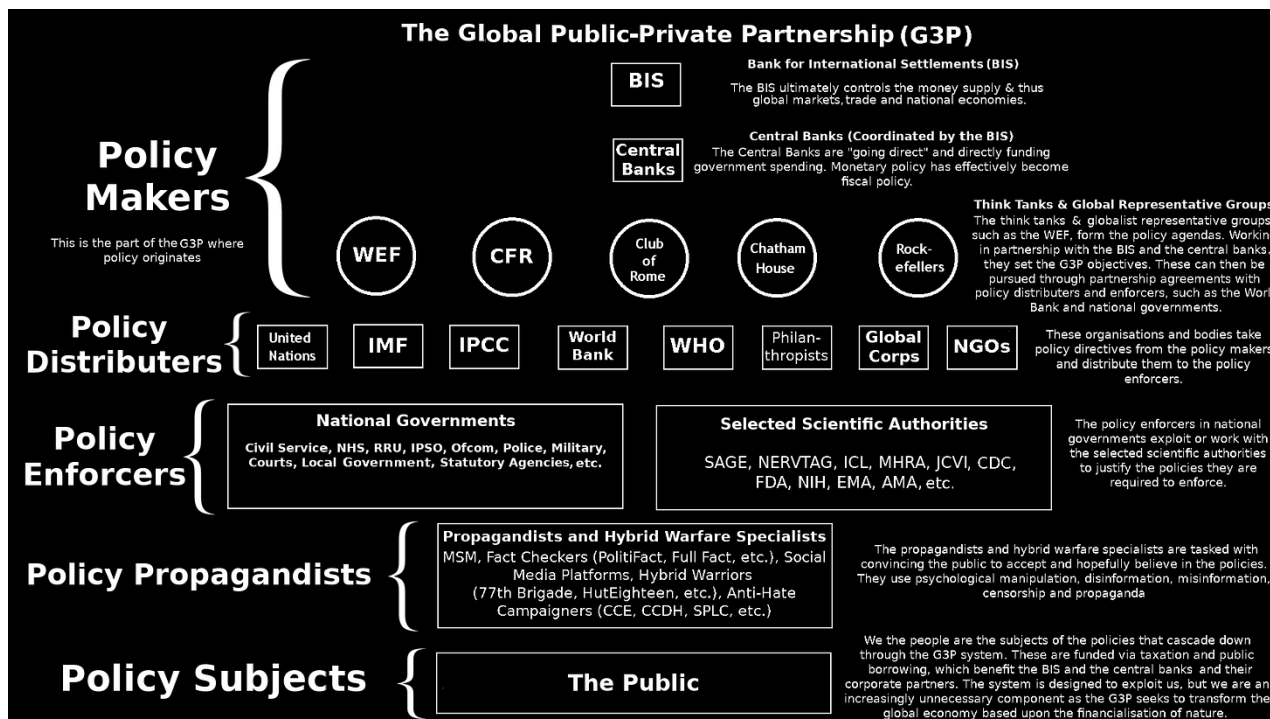 The Global Public-Private Partnership (G3P)
BIS
Bank for International Settlements (BIS)
The BIS ultimately controls the money supply & thus
global markets, trade and national economies.
Policy
Makers
This is the part of the G3P where
policy originates
Central
Banks
Central Banks (Coordinated by the BIS)
The Central Banks are "going direct" and directly funding
government spending. Monetary policy has effectively become
fiscal policy.
WEF
CFR
Club
of
Rome
Chatham
House
Rock-
efellers
Think Tanks & Global Representative Groups
The think tanks & globalist representative groups,
such as the WEF, form the policy agendas. Workin
in partnership with the BIS and the central banks,
they set the G3P objectives. These can then be
pursued through partnership agreements with
policy distributers and enforcers, such as the Worl
Bank and national governments.
Policy
Distributers
United
Nations
IMF
IPCC
World
Bank
WHO
Philan-
thropists
Global
Corps
NGOs
These organisations and bodies take
policy directives from the policy makers
and distribute them to the policy
enforcers.
Policy
Enforcers
National Governments
Civil Service, NHS, RRU, IPSO, Ofcom, Police, Military,
Courts, Local Government, Statutory Agencies, etc.
Selected Scientific Authorities
SAGE, NERVTAG, ICL, MHRA, JCVI, CDC,
FDA, NIH, EMA, AMA, etc.
The policy enforcers in national
governments exploit or work with
the selected scientific authorities
to justify the policies they are
required to enforce.
Policy Propagandists
Propagandists and Hybrid Warfare Specialists
MSM, Fact Checkers (PolitiFact, Full Fact, etc.), Social
Media Platforms, Hybrid Warriors
(77th Brigade, HutEighteen, etc.), Anti-Hate
Campaigners (CCE, CCDH, SPLC, etc.)
The propagandists and hybrid warfare specialists are tasked with
convincing the public to accept and hopefully believe in the policies.
They use psychological manipulation, disinformation, misinformation,
censorship and propaganda
Policy Subjects
The Public
We the people are the subjects of the policies that cascade down
through the G3P system. These are funded via taxation and public
borrowing, which benefit the BIS and the central banks and their
corporate partners. The system is designed to exploit us, but we are an
increasingly unnecessary component as the G3P seeks to transform the
global economy based upon the financialisation of nature.